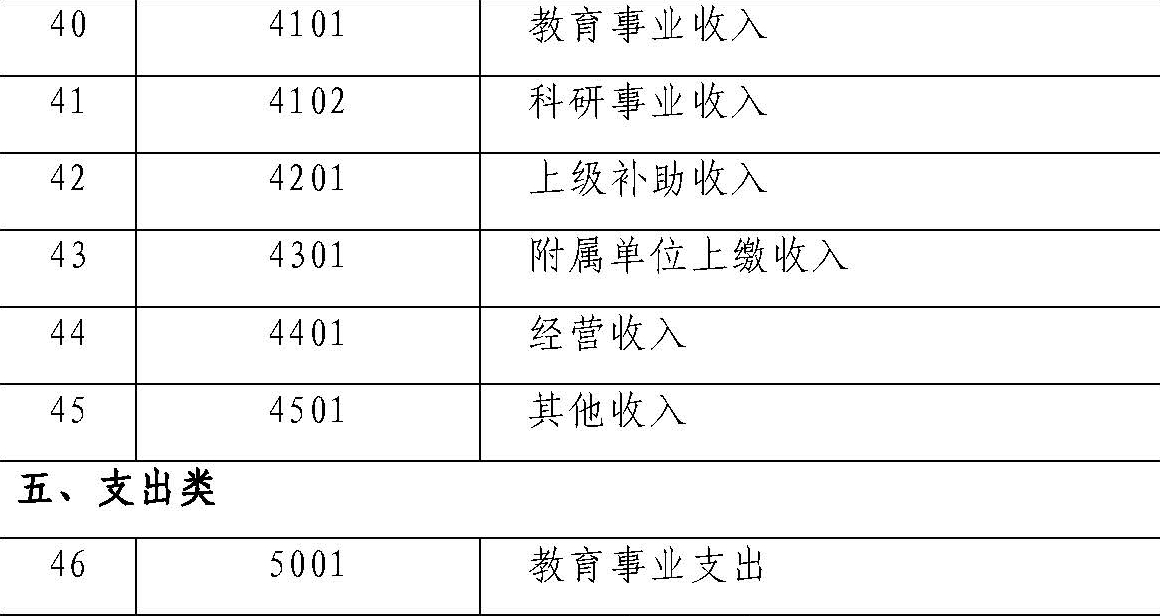 40 4101 教育事业收入
41 4102 科研事业收入
42 4201 上级补助收入
43 4301 附属单位上缴收入
44 4401 经营收入
45 4501 其他收入
五、支出类
46 5001 教育事业支出